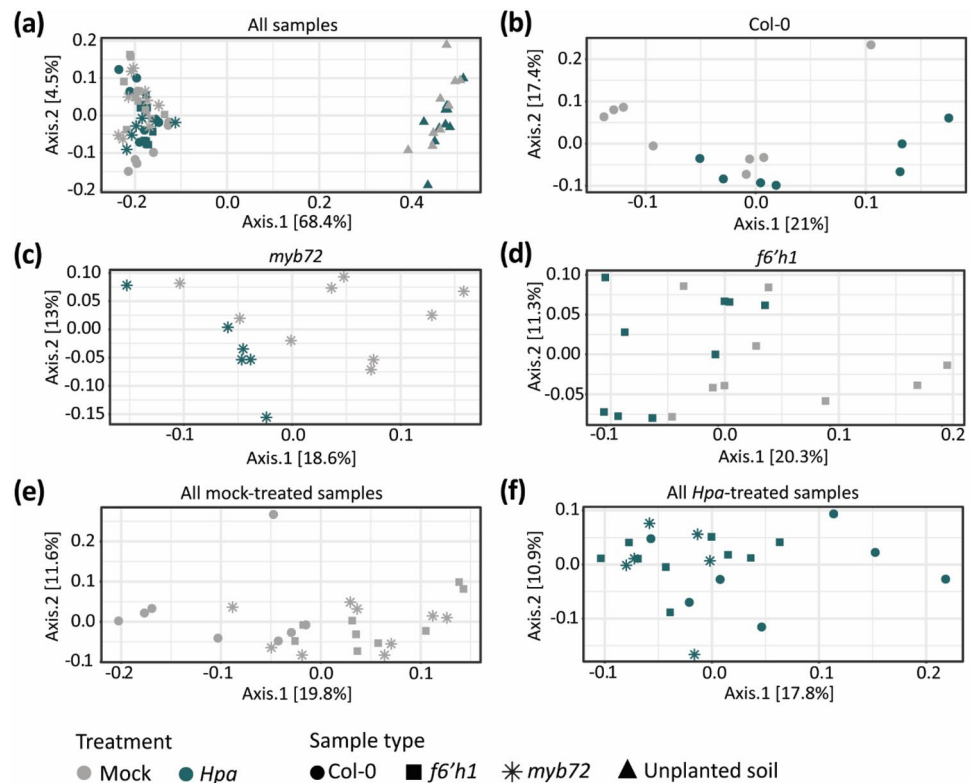 (a)
All samples
Axis.2 [4.5%]
0.2
0.1
0.0
-0.1
-0.2
-0.2
0.0
0.2
0.4
Axis.1 [68.4%]
(b)
Col-0
Axis.2 [17.4%]
0.2
0.1
0.0
-0.1
-0.1
0.0
0.1
Axis.1 [21%]
(c)
myb72
Axis.2 [13%]
0.10
0.05
0.00
-0.05
-0.10
-0.15
-0.1
0.0
0.1
Axis.1 [18.6%]
(d)
f6'h1
Axis.2 [11.3%]
0.10
0.05
0.00
-0.05
-0.1
0.0
0.1
0.2
Axis.1 [20.3%]
(e)
All mock-treated samples
Axis.2 [11.6%]
0.2
0.1
0.0
-0.1
-0.2
-0.1
0.0
0.1
Axis.1 [19.8%]
(f)
All Hpa-treated samples
Axis.2 [10.9%]
0.1
0.0
-0.1
-0.1
0.0
0.1
0.2
Axis.1 [17.8%]
Treatment
Mock
Hpa
Sample type
Col-0
f6'h1
myb72
Unplanted soil